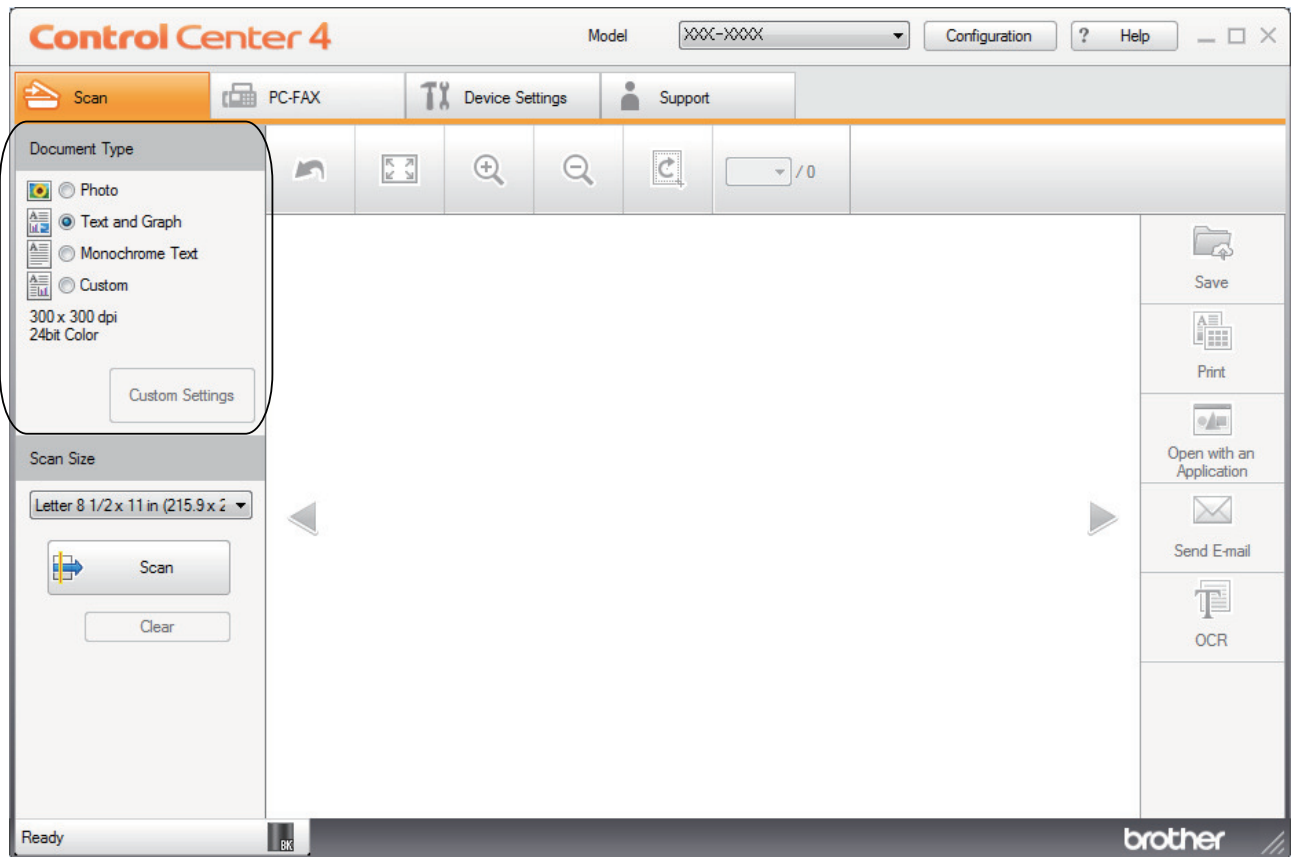 Control Center 4
Model XXX-XXXX Configuration ? Help
Scan PC-FAX Device Settings Support
Document Type
/ 0
Photo
Text and Graph
Monochrome Text
Custom
300 x 300 dpi
24bit Color
Custom Settings
Scan Size
Letter 8 1/2 x 11 in (215.9 x 2
Scan
Clear
Save
Print
Open with an
Application
Send E-mail
OCR
Ready
BK
brother